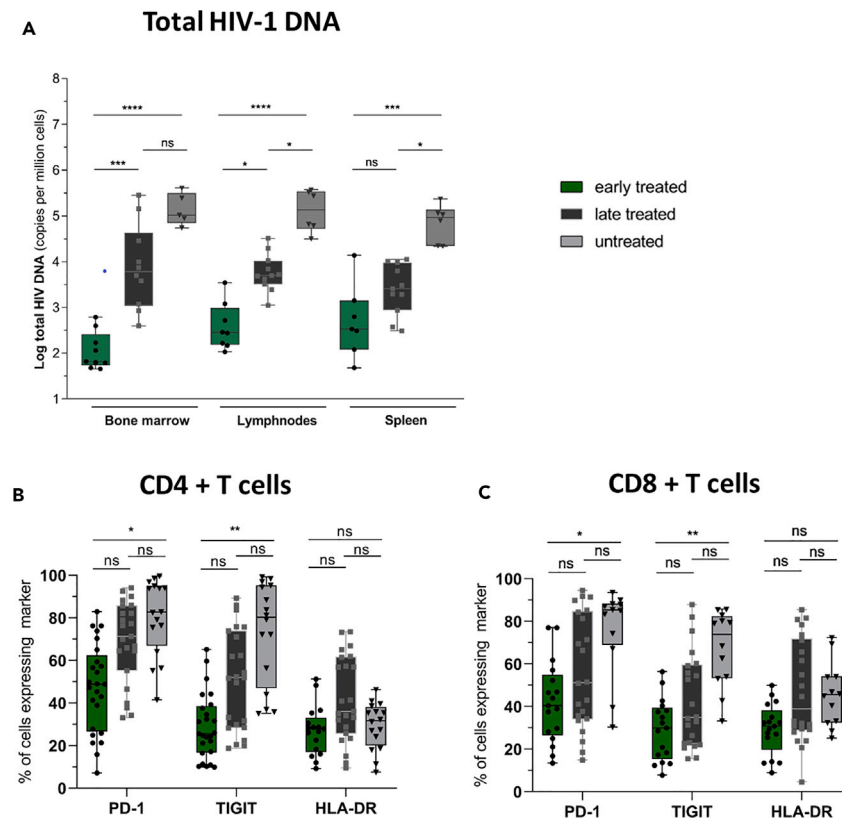 A
Total HIV-1 DNA
Log total HIV DNA (copies per million cells)
8
7
6
5
4
3
2
1
****
****
***
ns
***
*
*
ns
*
Bone marrow
Lymphnodes
Spleen
early treated
late treated
untreated
B
CD4 + T cells
% of cells expressing marker
100
80
60
40
20
0
*
**
ns
ns
ns
ns
ns
ns
ns
PD-1
TIGIT
HLA-DR
C
CD8 + T cells
% of cells expressing marker
100
80
60
40
20
0
*
**
ns
ns
ns
ns
ns
ns
ns
PD-1
TIGIT
HLA-DR